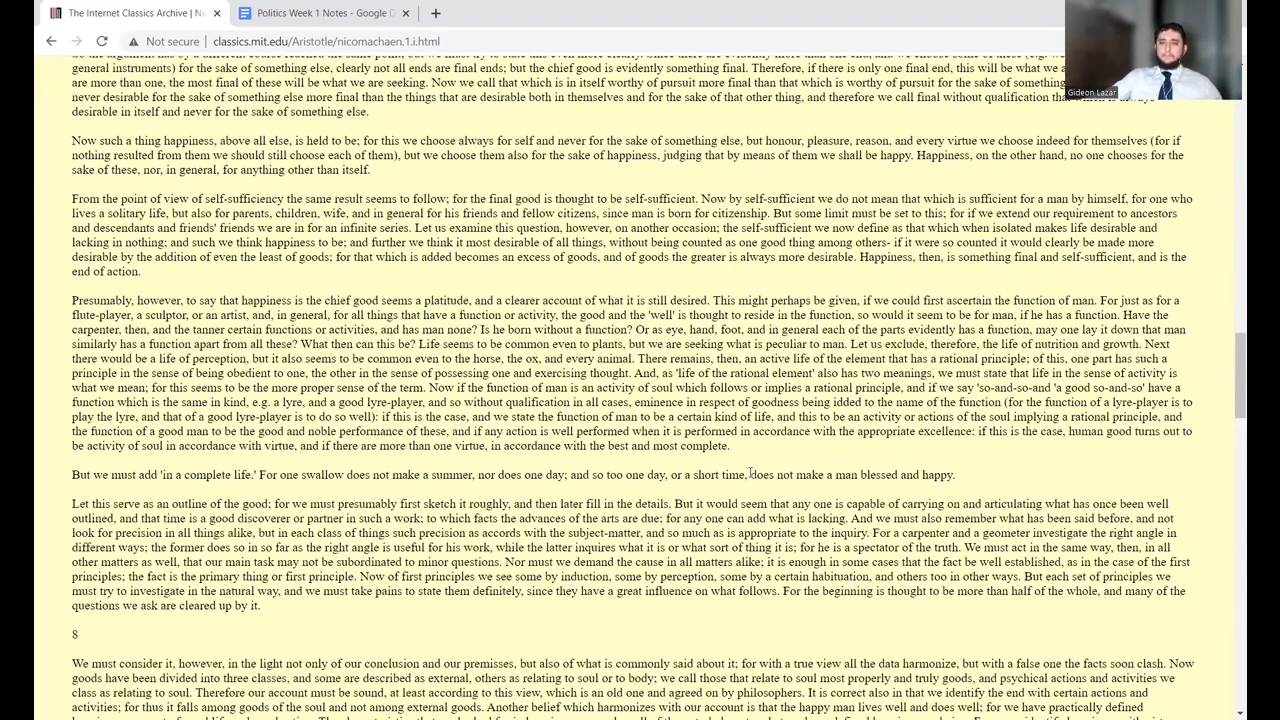 The Internet Classics Archive | Ni
Politics Week 1 Notes - Google D
Not secure
classics.mit.edu/Aristotle/nicomachaen.1.i.html
Gideon Lazar
general instruments) for the sake of something else, clearly not all ends are final ends; but the chief good is evidently something final. Therefore, if there is only one final end, this will be what we a
are more than one, the most final of these will be what we are seeking. Now we call that which is in itself worthy of pursuit more final than that which is worthy of pursuit for the sake of something
never desirable for the sake of something else more final than the things that are desirable both in themselves and for the sake of that other thing, and therefore we call final without qualification that which is always
desirable in itself and never for the sake of something else.
Now such a thing happiness, above all else, is held to be; for this we choose always for self and never for the sake of something else, but honour, pleasure, reason, and every virtue we choose indeed for themselves (for if
nothing resulted from them we should still choose each of them), but we choose them also for the sake of happiness, judging that by means of them we shall be happy. Happiness, on the other hand, no one chooses for the
sake of these, nor, in general, for anything other than itself.
From the point of view of self-sufficiency the same result seems to follow; for the final good is thought to be self-sufficient. Now by self-sufficient we do not mean that which is sufficient for a man by himself, for one who
lives a solitary life, but also for parents, children, wife, and in general for his friends and fellow citizens, since man is born for citizenship. But some limit must be set to this; for if we extend our requirement to ancestors
and descendants and friends' friends we are in for an infinite series. Let us examine this question, however, on another occasion; the self-sufficient we now define as that which when isolated makes life desirable and
lacking in nothing; and such we think happiness to be; and further we think it most desirable of all things, without being counted as one good thing among others- if it were so counted it would clearly be made more
desirable by the addition of even the least of goods; for that which is added becomes an excess of goods, and of goods the greater is always more desirable. Happiness, then, is something final and self-sufficient, and is the
end of action.
Presumably, however, to say that happiness is the chief good seems a platitude, and a clearer account of what it is still desired. This might perhaps be given, if we could first ascertain the function of man. For just as for a
flute-player, a sculptor, or an artist, and, in general, for all things that have a function or activity, the good and the 'well' is thought to reside in the function, so would it seem to be for man, if he has a function. Have the
carpenter, then, and the tanner certain functions or activities, and has man none? Is he born without a function? Or as eye, hand, foot, and in general each of the parts evidently has a function, may one lay it down that man
similarly has a function apart from all these? What then can this be? Life seems to be common even to plants, but we are seeking what is peculiar to man. Let us exclude, therefore, the life of nutrition and growth. Next
there would be a life of perception, but it also seems to be common even to the horse, the ox, and every animal. There remains, then, an active life of the element that has a rational principle; of this, one part has such a
principle in the sense of being obedient to one, the other in the sense of possessing one and exercising thought. And, as 'life of the rational element' also has two meanings, we must state that life in the sense of activity is
what we mean; for this seems to be the more proper sense of the term. Now if the function of man is an activity of soul which follows or implies a rational principle, and if we say 'so-and-so-and 'a good so-and-so' have a
function which is the same in kind, e.g. a lyre, and a good lyre-player, and so without qualification in all cases, eminence in respect of goodness being idded to the name of the function (for the function of a lyre-player is to
play the lyre, and that of a good lyre-player is to do so well): if this is the case, and we state the function of man to be a certain kind of life, and this to be an activity or actions of the soul implying a rational principle, and
the function of a good man to be the good and noble performance of these, and if any action is well performed when it is performed in accordance with the appropriate excellence: if this is the case, human good turns out to
be activity of soul in accordance with virtue, and if there are more than one virtue, in accordance with the best and most complete.
But we must add 'in a complete life.' For one swallow does not make a summer, nor does one day; and so too one day, or a short time, does not make a man blessed and happy.
Let this serve as an outline of the good; for we must presumably first sketch it roughly, and then later fill in the details. But it would seem that any one is capable of carrying on and articulating what has once been well
outlined, and that time is a good discoverer or partner in such a work; to which facts the advances of the arts are due; for any one can add what is lacking. And we must also remember what has been said before, and not
look for precision in all things alike, but in each class of things such precision as accords with the subject-matter, and so much as is appropriate to the inquiry. For a carpenter and a geometer investigate the right angle in
different ways; the former does so in so far as the right angle is useful for his work, while the latter inquires what it is or what sort of thing it is; for he is a spectator of the truth. We must act in the same way, then, in all
other matters as well, that our main task may not be subordinated to minor questions. Nor must we demand the cause in all matters alike; it is enough in some cases that the fact be well established, as in the case of the first
principles; the fact is the primary thing or first principle. Now of first principles we see some by induction, some by perception, some by a certain habituation, and others too in other ways. But each set of principles we
must try to investigate in the natural way, and we must take pains to state them definitely, since they have a great influence on what follows. For the beginning is thought to be more than half of the whole, and many of the
questions we ask are cleared up by it.
8
We must consider it, however, in the light not only of our conclusion and our premisses, but also of what is commonly said about it; for with a true view all the data harmonize, but with a false one the facts soon clash. Now
goods have been divided into three classes, and some are described as external, others as relating to soul or to body; we call those that relate to soul most properly and truly goods, and psychical actions and activities we
class as relating to soul. Therefore our account must be sound, at least according to this view, which is an old one and agreed on by philosophers. It is correct also in that we identify the end with certain actions and
activities; for thus it falls among goods of the soul and not among external goods. Another belief which harmonizes with our account is that the happy man lives well and does well; for we have practically defined